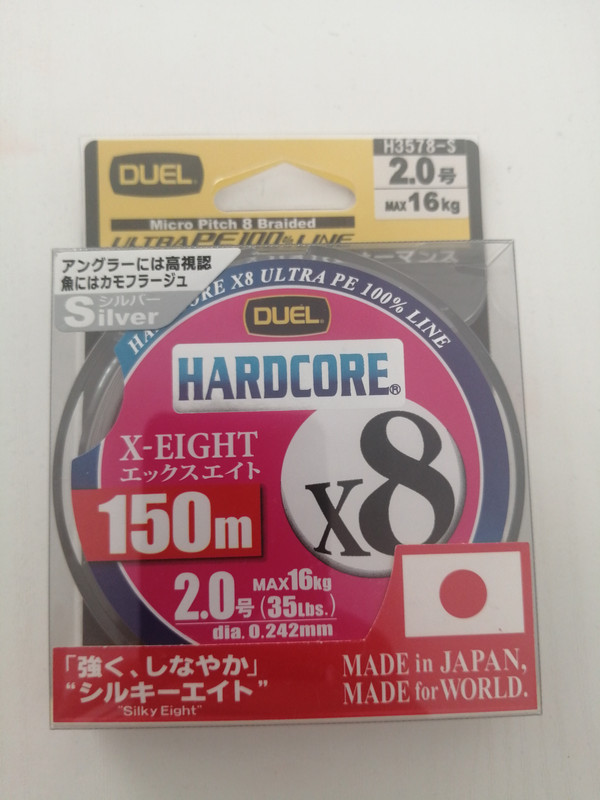 DUEL
H3578-S
2.0号
MAX 16kg
Micro Pitch 8 Braided
ULTRA PE 100% LINE
アングラーには高視認
魚にはカモフラージュ
シルバー
Silver
HARDCORE X8 ULTRA PE 100% LINE
DUEL
HARDCORE®
X-EIGHT
エックスエイト
X8
150m
2.0号
MAX16kg
(35Lbs.)
dia. 0.242mm
「強く、しなやか」
“シルキーエイト”
"Silky Eight"
MADE in JAPAN,
MADE for WORLD.